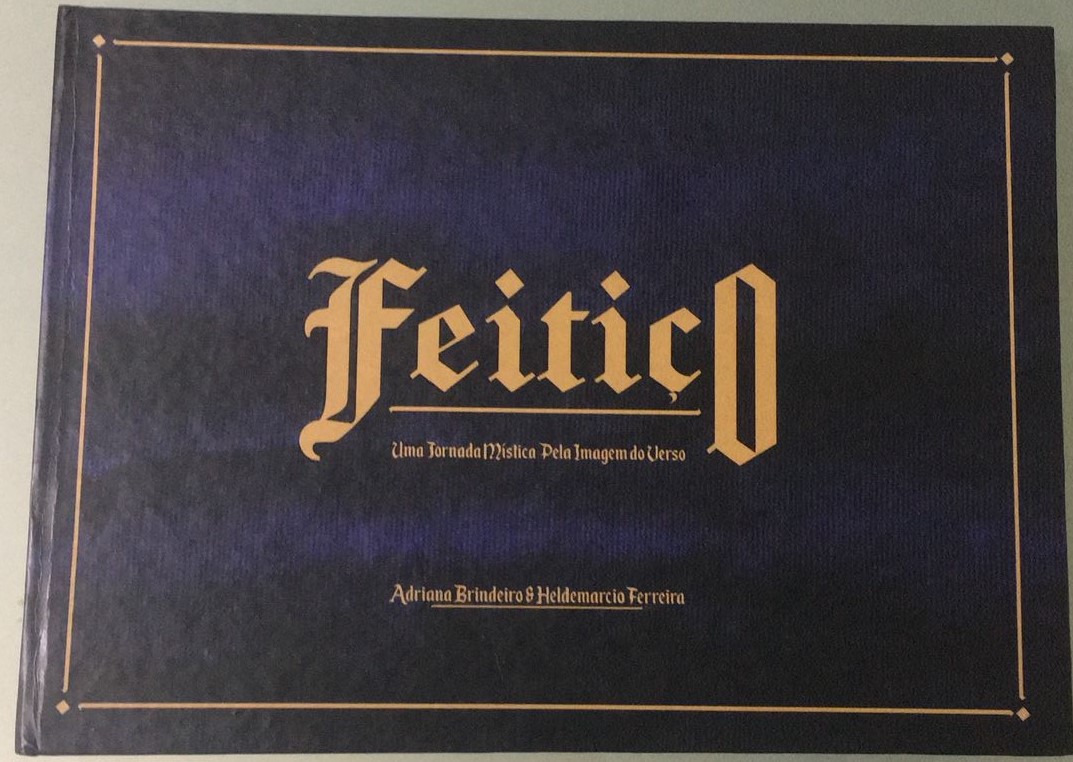 Feitiço
Uma Jornada Mística Pela Imagem do Verso
Adriana Brindeiro & Heldemarcio Ferreira